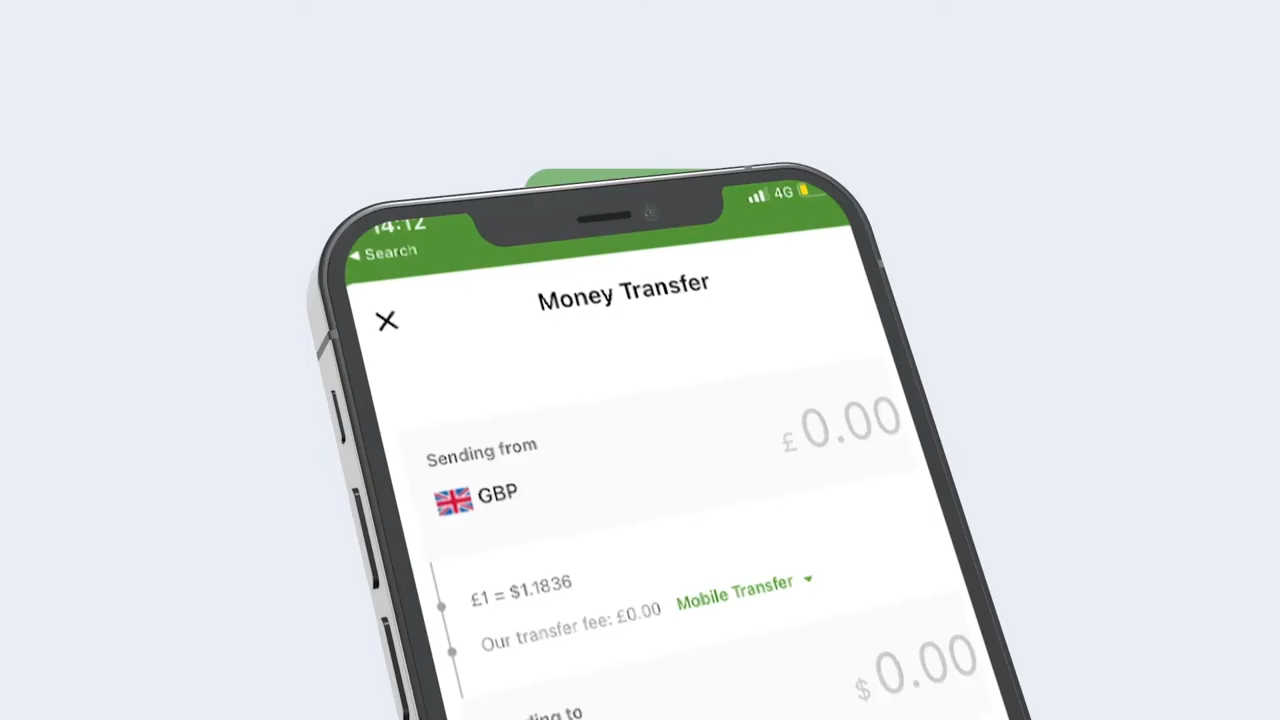 14:12
4G
Search
Money Transfer
£ 0.00
Sending from
GBP
£1 = $1.1836
Our transfer fee: £0.00 Mobile Transfer
$ 0.00
to